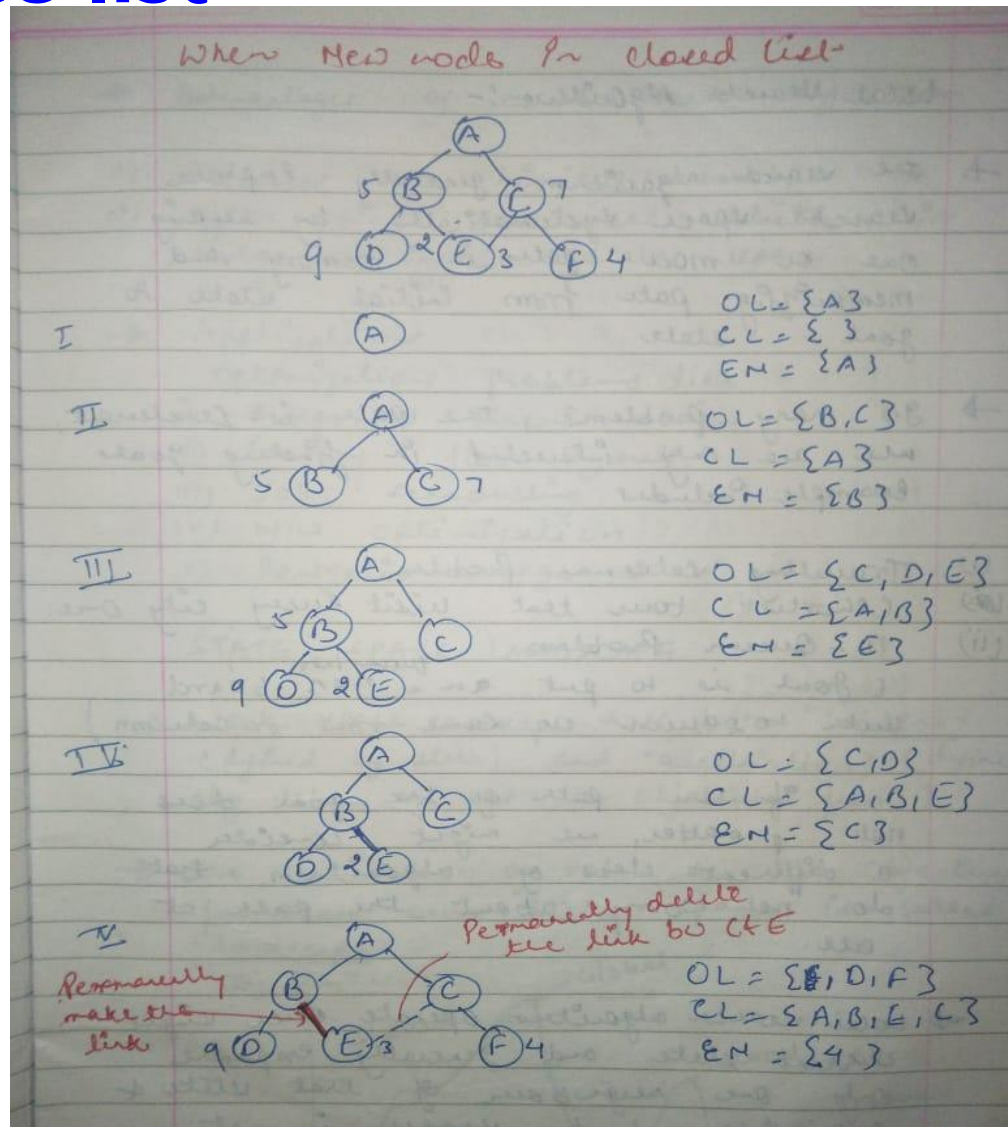 When New node In closed list
A
5 B C 7
9 D 2 E 3 F 4
I A
OL = {A}
CL = { }
EN = {A}
II A
5 B C 7
OL = {B, C}
CL = {A}
EN = {B}
III A
5 B C
9 D 2 E
OL = {C, D, E}
CL = {A, B}
EN = {E}
IV A
B C
D 2 E
OL = {C, D}
CL = {A, B, E}
EN = {C}
V A
Permanently delete
the link bw C & E
B C
Permanently
make the
link
9 D E 3 F 4
OL = {D, F}
CL = {A, B, E, C}
EN = {4}